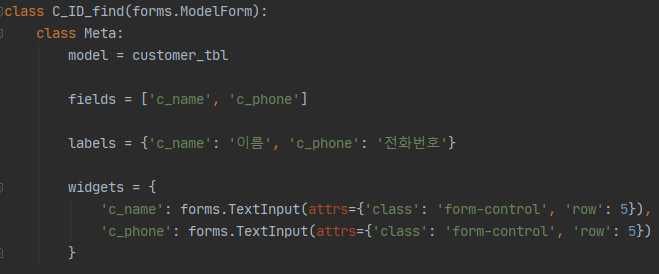 class C_ID_find(forms.ModelForm):
    class Meta:
        model = customer_tbl
        fields = ['c_name', 'c_phone']
        labels = {'c_name': '이름', 'c_phone': '전화번호'}
        widgets = {
            'c_name': forms.TextInput(attrs={'class': 'form-control', 'row': 5}),
            'c_phone': forms.TextInput(attrs={'class': 'form-control', 'row': 5})
        }